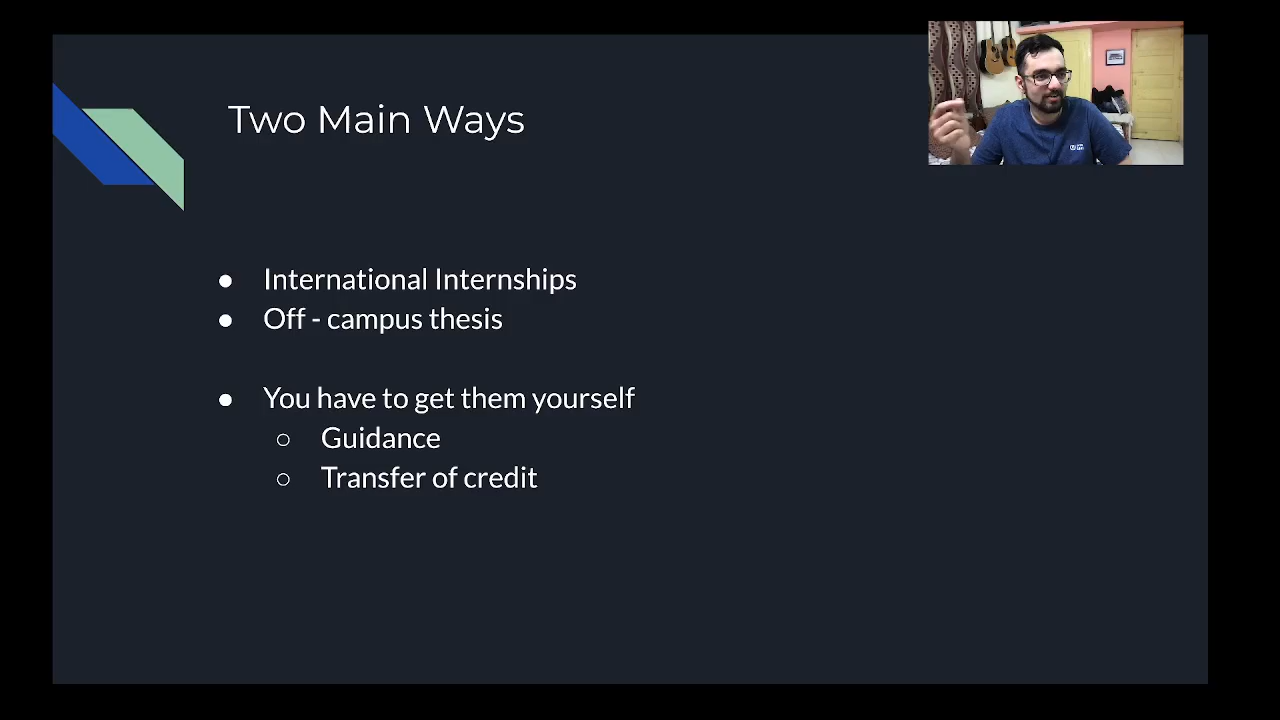 Two Main Ways
● International Internships
● Off - campus thesis
● You have to get them yourself
○ Guidance
○ Transfer of credit